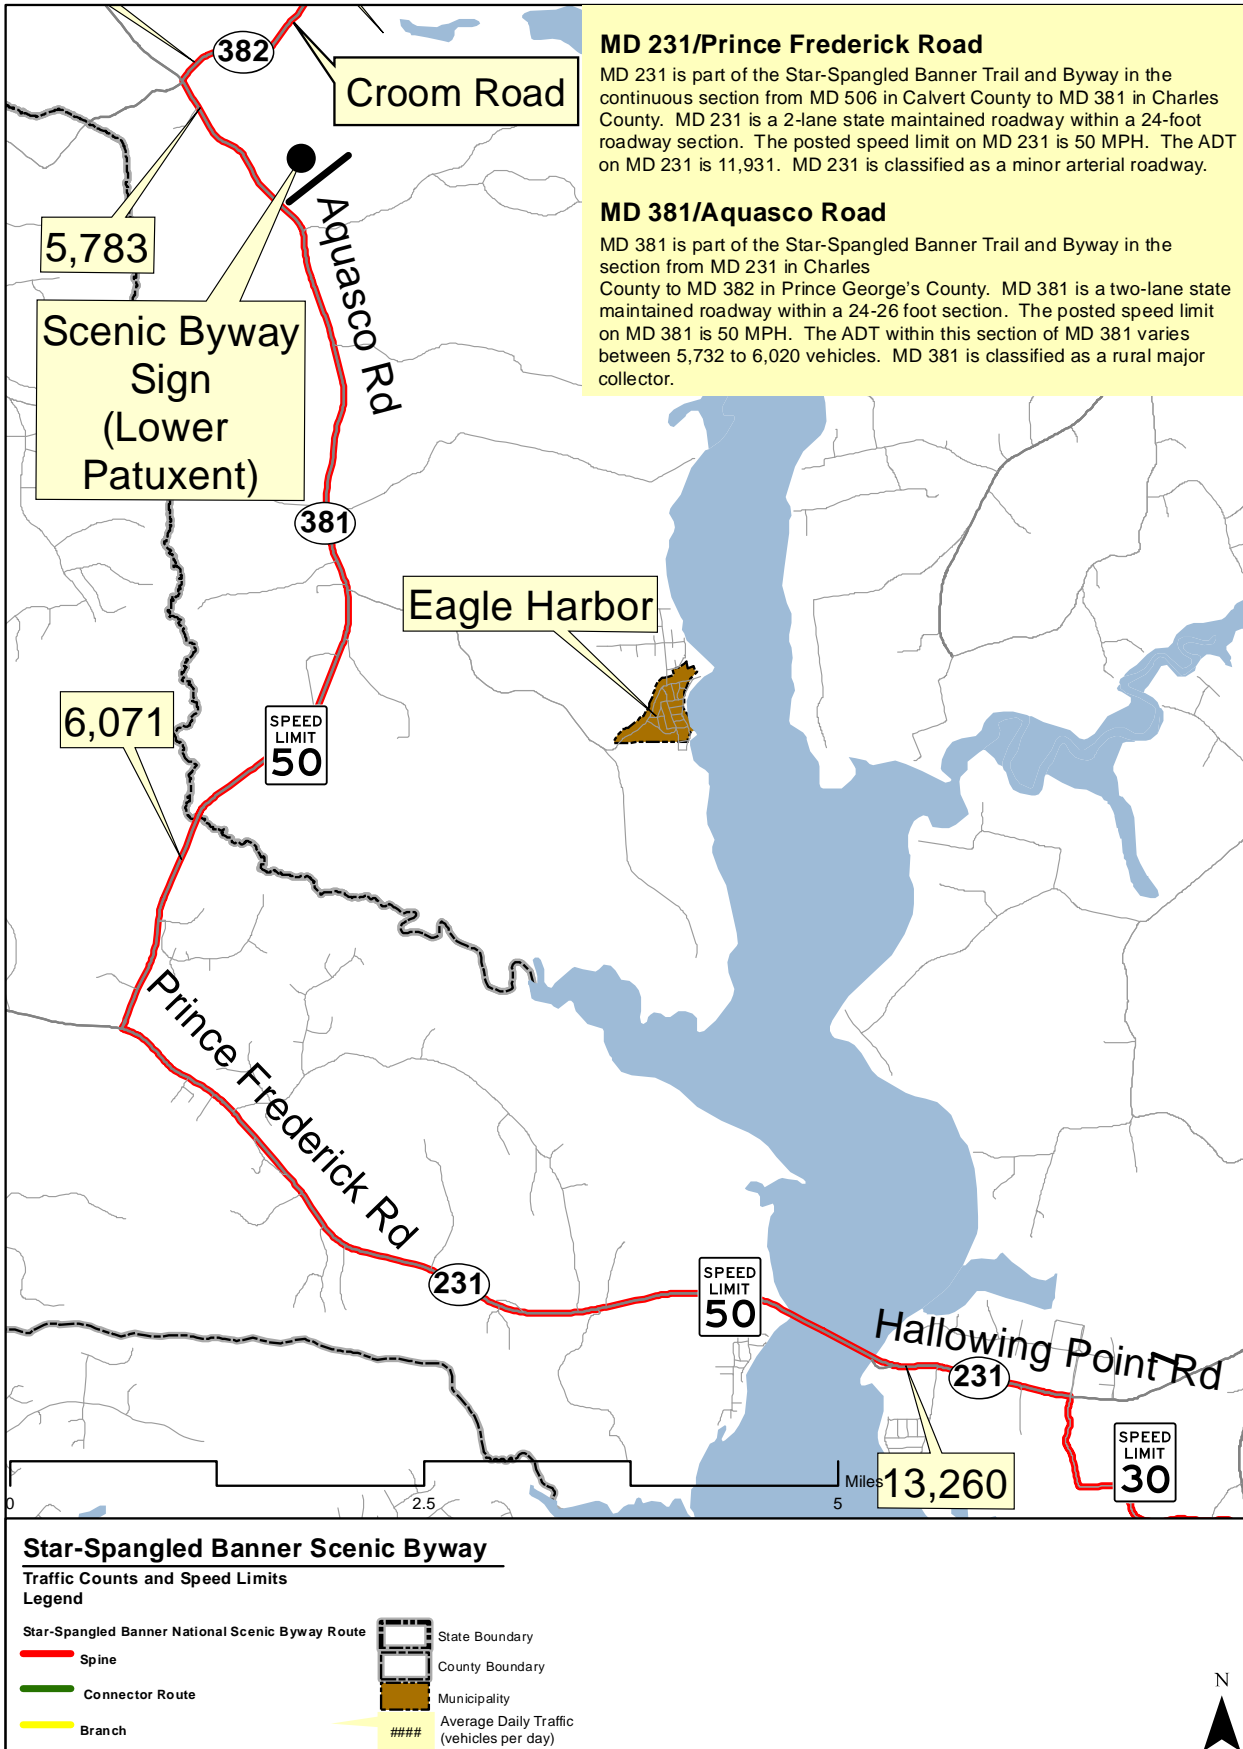 382
Croom Road
MD 231/Prince Frederick Road
MD 231 is part of the Star-Spangled Banner Trail and Byway in the
continuous section from MD 506 in Calvert County to MD 381 in Charles
County.  MD 231 is a 2-lane state maintained roadway within a 24-foot
roadway section.  The posted speed limit on MD 231 is 50 MPH.  The ADT
on MD 231 is 11,931.  MD 231 is classified as a minor arterial roadway.
MD 381/Aquasco Road
MD 381 is part of the Star-Spangled Banner Trail and Byway in the
section from MD 231 in Charles
County to MD 382 in Prince George's County.  MD 381 is a two-lane state
maintained roadway within a 24-26 foot section.  The posted speed limit
on MD 381 is 50 MPH.  The ADT within this section of MD 381 varies
between 5,732 to 6,020 vehicles.  MD 381 is classified as a rural major
collector.
5,783
Aquasco Rd
Scenic Byway
Sign
(Lower
Patuxent)
381
Eagle Harbor
6,071
SPEED
LIMIT
50
Prince Frederick Rd
231
SPEED
LIMIT
50
Hallowing Point Rd
231
SPEED
LIMIT
30
13,260
Miles
0
2.5
5
Star-Spangled Banner Scenic Byway
Traffic Counts and Speed Limits
Legend
Star-Spangled Banner National Scenic Byway Route
Spine
Connector Route
Branch
State Boundary
County Boundary
Municipality
####
Average Daily Traffic
(vehicles per day)
N